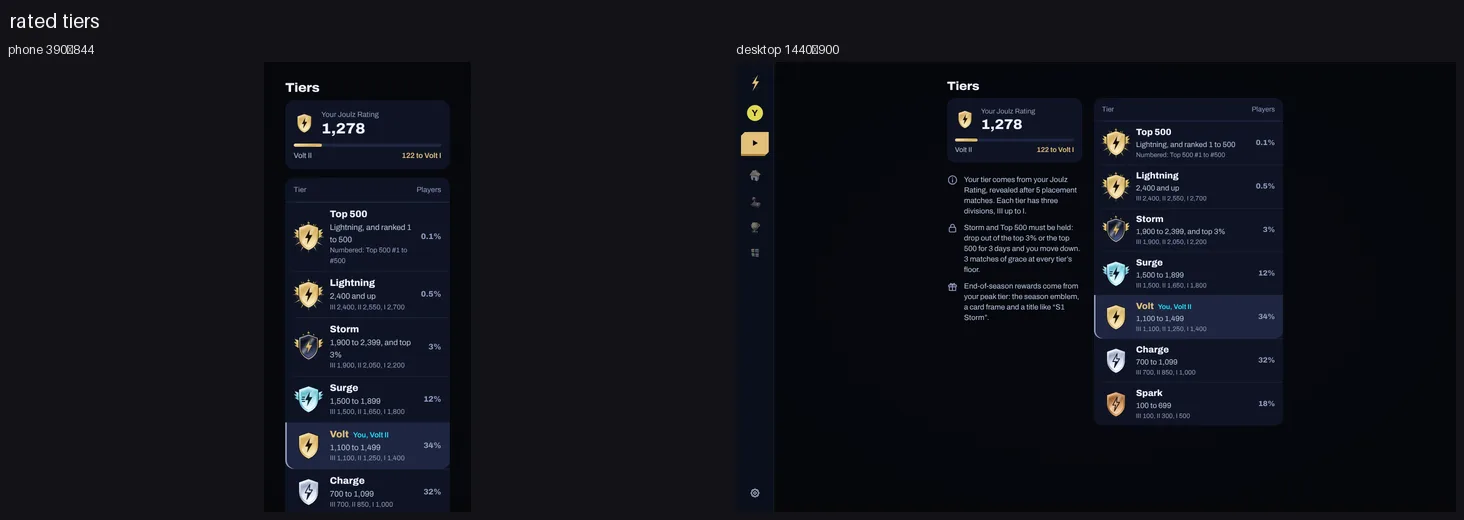 rated tiers
phone 390▯844
Tiers
Your Joulz Rating
1,278
Volt II
122 to Volt I
Tier
Players
Top 500
Lightning, and ranked 1
to 500
Numbered: Top 500 #1 to
#500
0.1%
Lightning
2,400 and up
III 2,400, II 2,550, I 2,700
0.5%
Storm
1,900 to 2,399, and top
3%
III 1,900, II 2,050, I 2,200
3%
Surge
1,500 to 1,899
III 1,500, II 1,650, I 1,800
12%
Volt You, Volt II
1,100 to 1,499
III 1,100, II 1,250, I 1,400
34%
Charge
700 to 1,099
III 700, II 850, I 1,000
32%
desktop 1440▯900
Y
Tiers
Your Joulz Rating
1,278
Volt II
122 to Volt I
Your tier comes from your Joulz
Rating, revealed after 5 placement
matches. Each tier has three
divisions, III up to I.
Storm and Top 500 must be held:
drop out of the top 3% or the top
500 for 3 days and you move down.
3 matches of grace at every tier's
floor.
End-of-season rewards come from
your peak tier: the season emblem,
a card frame and a title like "S1
Storm".
Tier
Players
Top 500
Lightning, and ranked 1 to 500
Numbered: Top 500 #1 to #500
0.1%
Lightning
2,400 and up
III 2,400, II 2,550, I 2,700
0.5%
Storm
1,900 to 2,399, and top 3%
III 1,900, II 2,050, I 2,200
3%
Surge
1,500 to 1,899
III 1,500, II 1,650, I 1,800
12%
Volt You, Volt II
1,100 to 1,499
III 1,100, II 1,250, I 1,400
34%
Charge
700 to 1,099
III 700, II 850, I 1,000
32%
Spark
100 to 699
III 100, II 300, I 500
18%